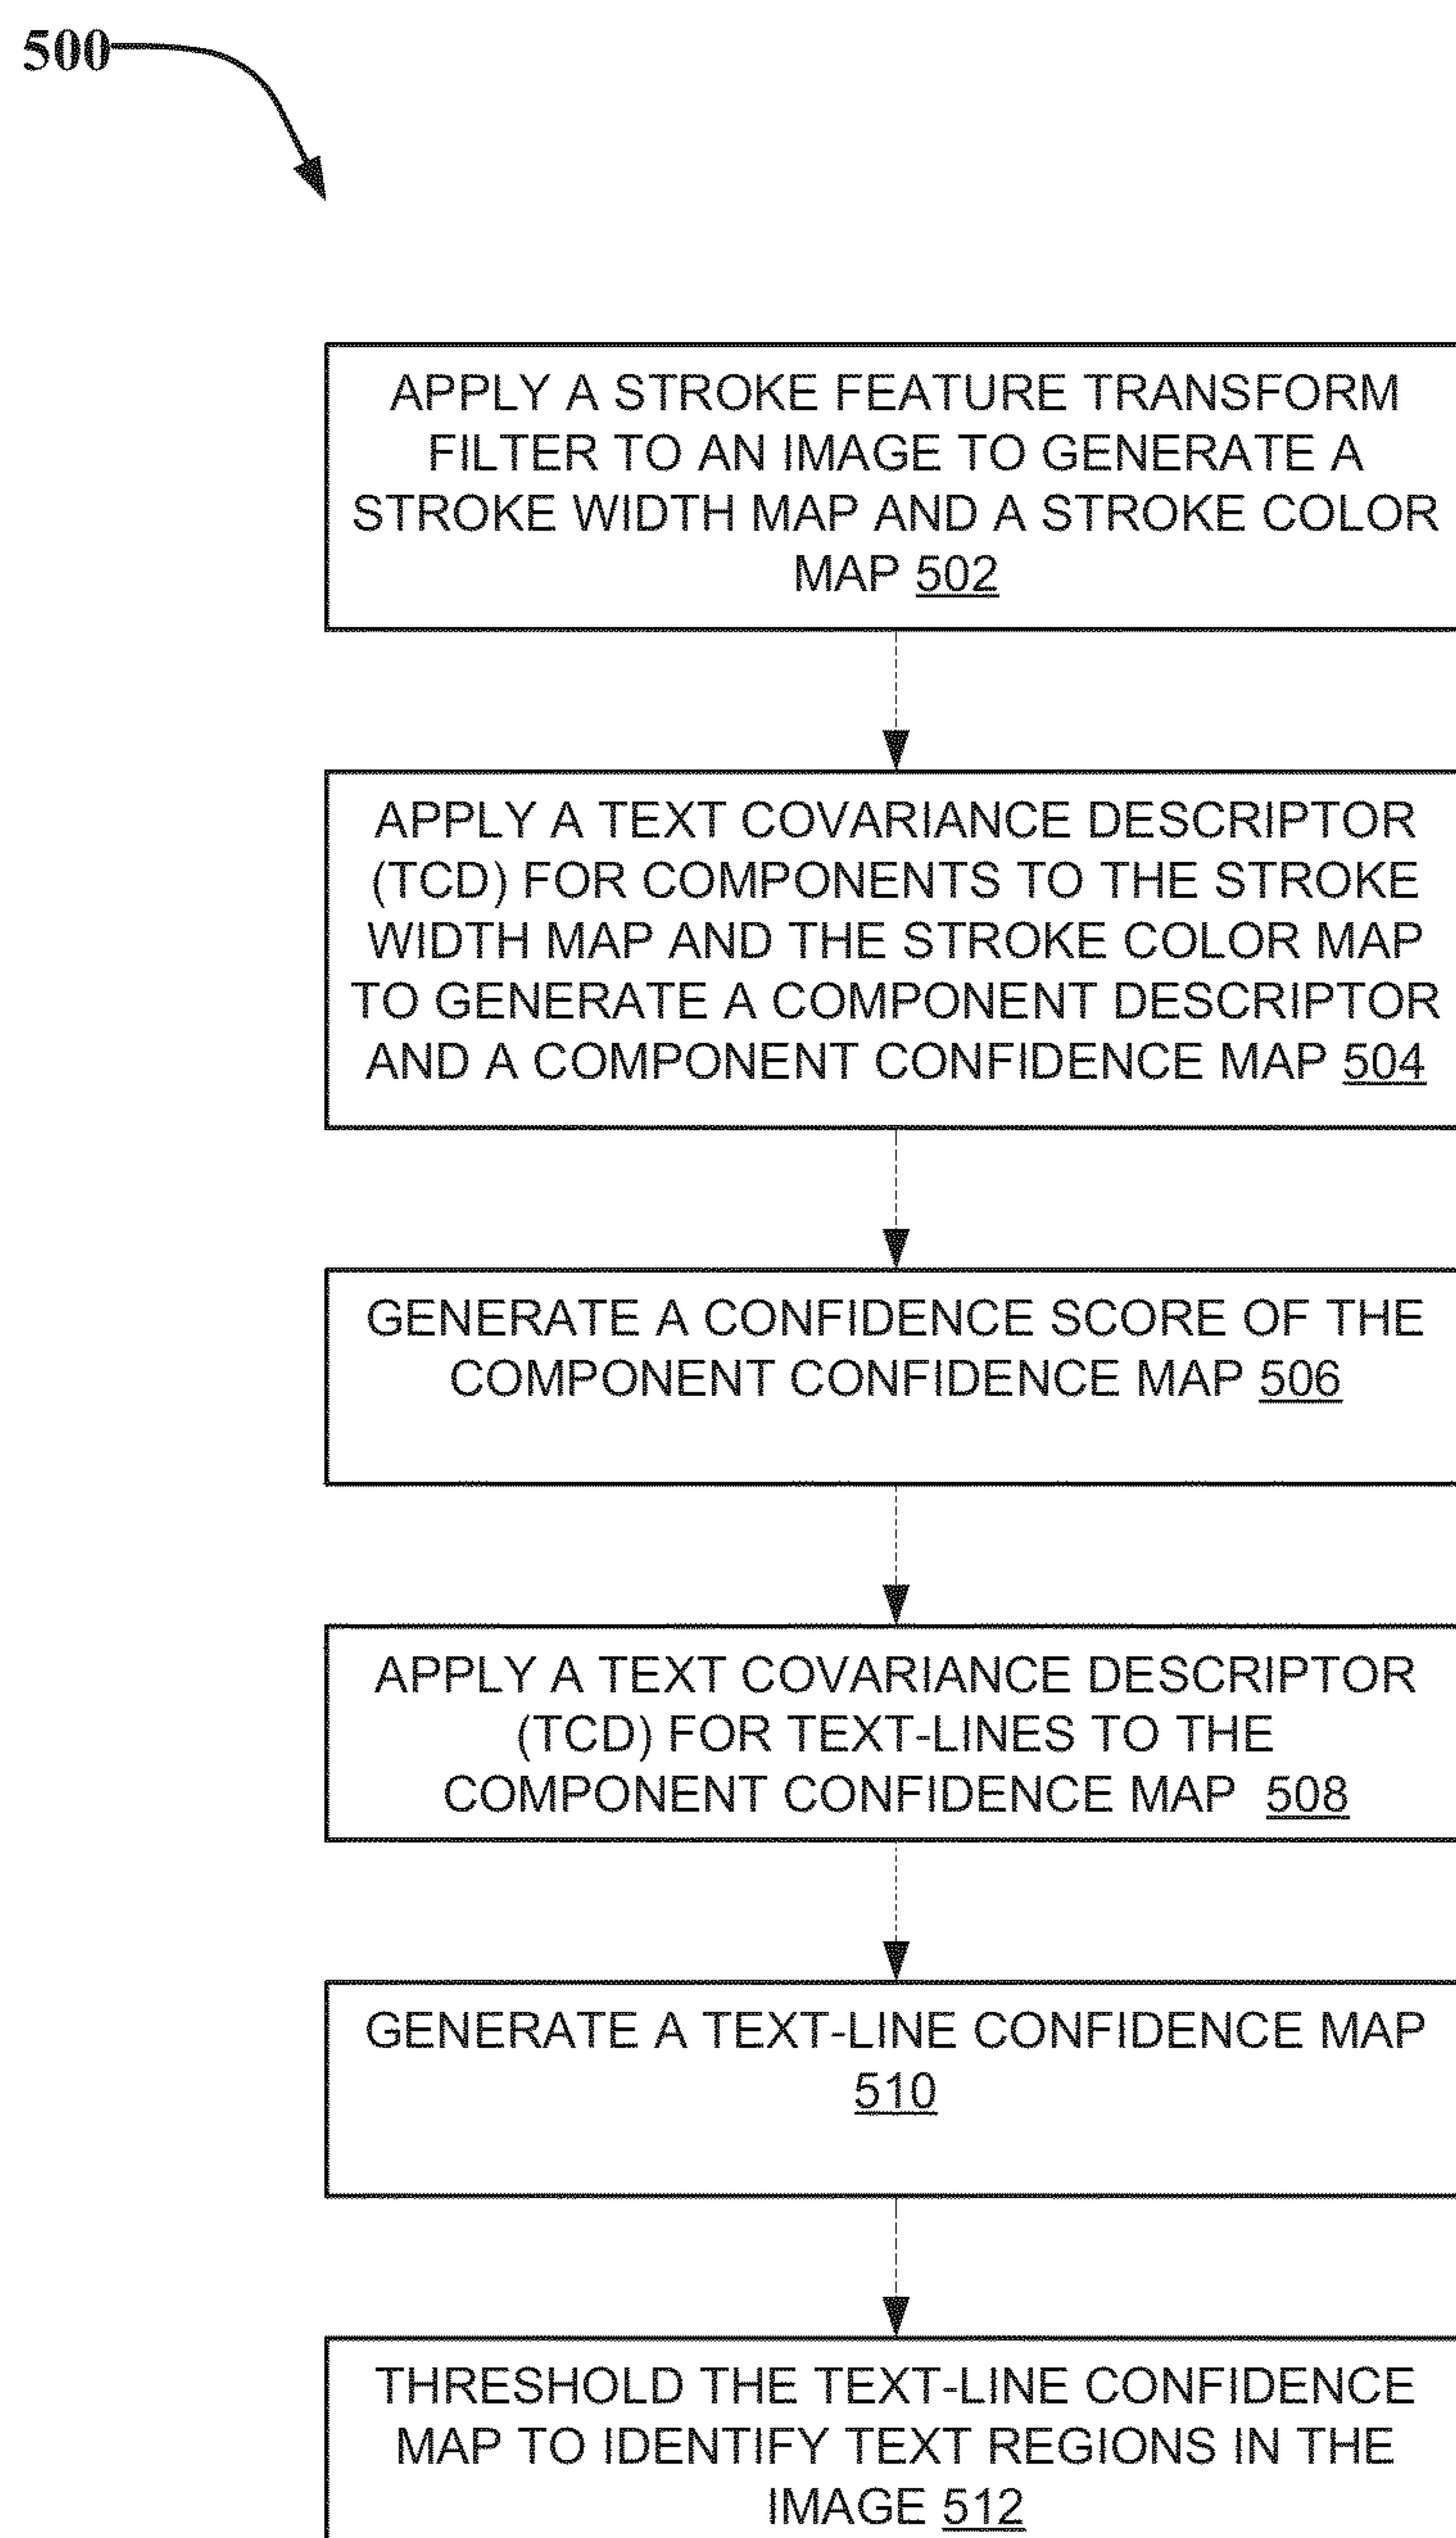 500
APPLY A STROKE FEATURE TRANSFORM
FILTER TO AN IMAGE TO GENERATE A
STROKE WIDTH MAP AND A STROKE COLOR
MAP 502
APPLY A TEXT COVARIANCE DESCRIPTOR
(TCD) FOR COMPONENTS TO THE STROKE
WIDTH MAP AND THE STROKE COLOR MAP
TO GENERATE A COMPONENT DESCRIPTOR
AND A COMPONENT CONFIDENCE MAP 504
GENERATE A CONFIDENCE SCORE OF THE
COMPONENT CONFIDENCE MAP 506
APPLY A TEXT COVARIANCE DESCRIPTOR
(TCD) FOR TEXT-LINES TO THE
COMPONENT CONFIDENCE MAP 508
GENERATE A TEXT-LINE CONFIDENCE MAP
510
THRESHOLD THE TEXT-LINE CONFIDENCE
MAP TO IDENTIFY TEXT REGIONS IN THE
IMAGE 512